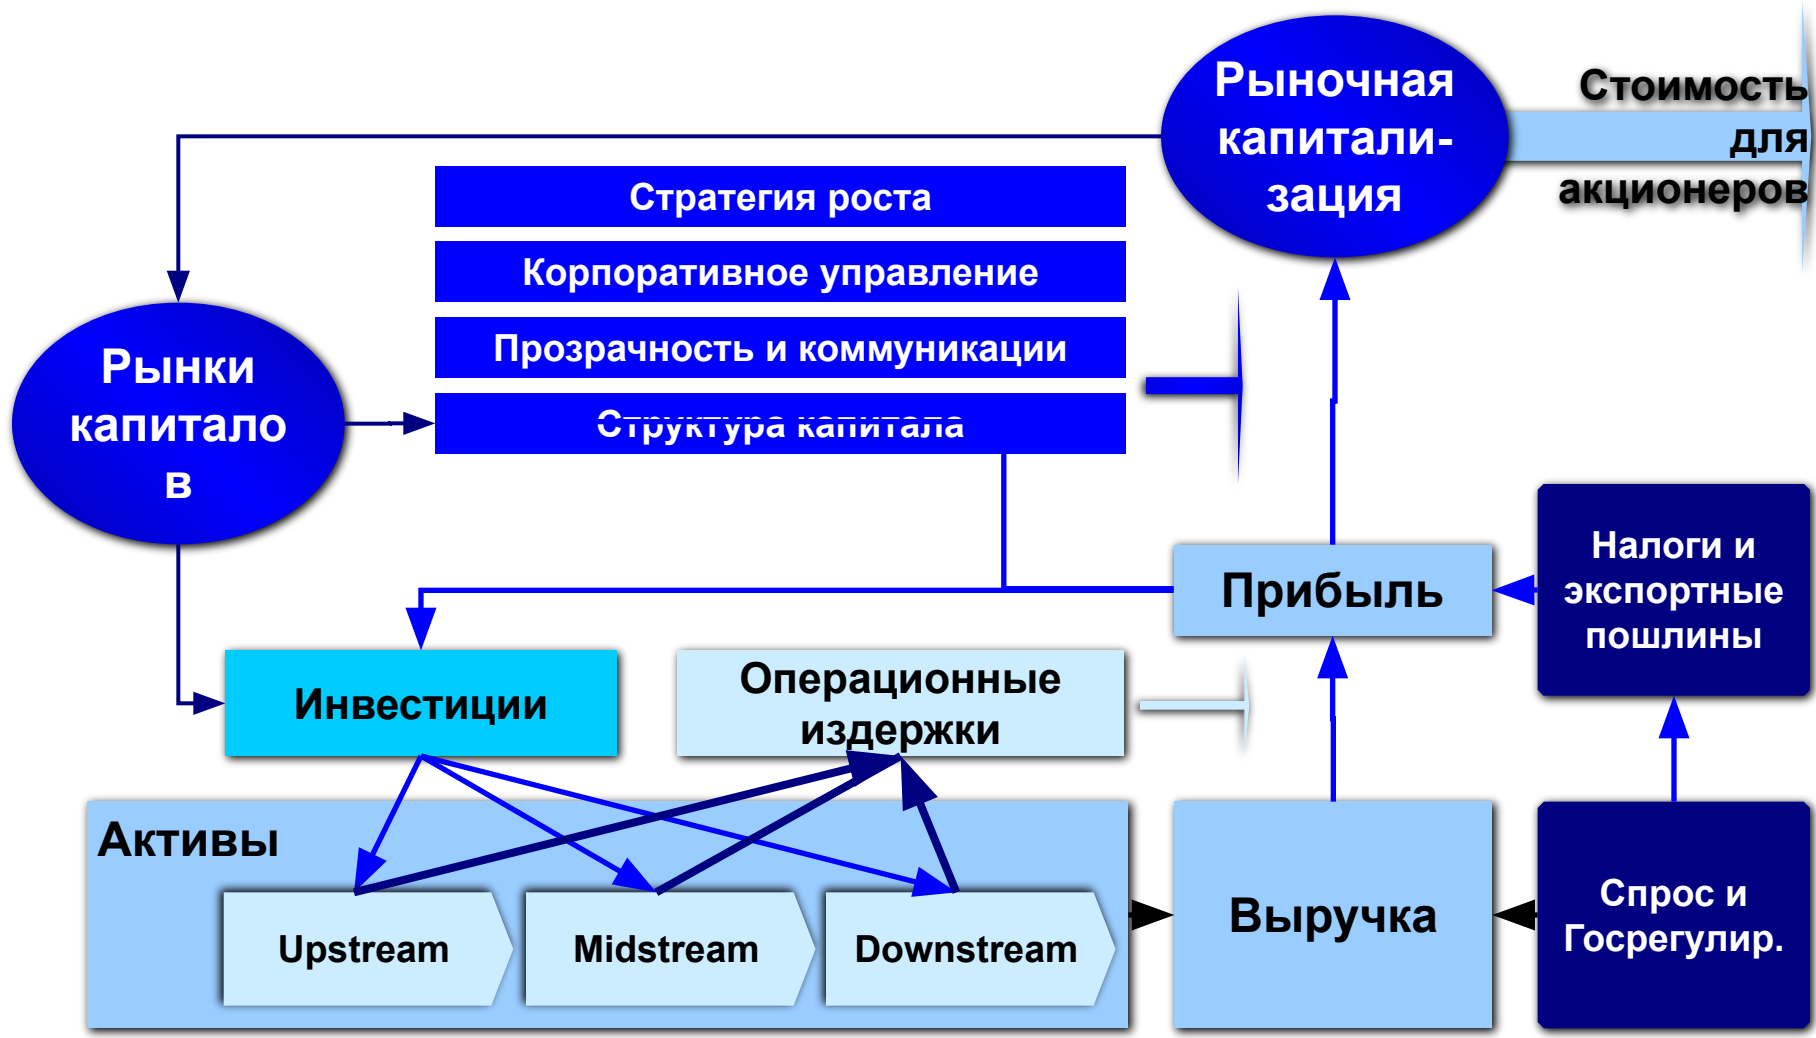 Рыночная
капитали-
зация
Стоимость
для
акционеров
Стратегия роста
Корпоративное управление
Прозрачность и коммуникации
Структура капитала
Рынки
капитало
в
Прибыль
Налоги и
экспортные
пошлины
Инвестиции
Операционные
издержки
Активы
Upstream
Midstream
Downstream
Выручка
Спрос и
Госрегулир.